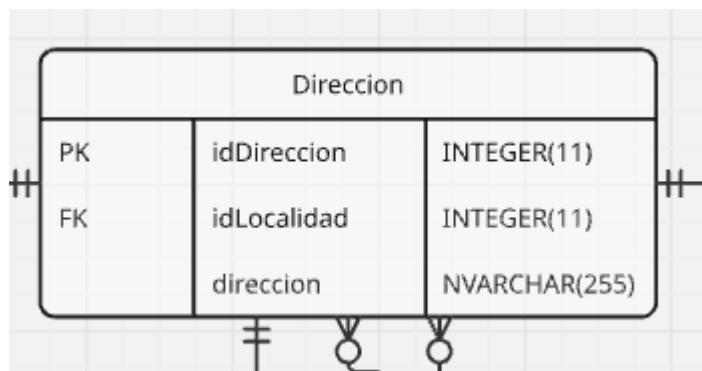 Direccion
PK idDireccion INTEGER(11)
FK idLocalidad INTEGER(11)
direccion NVARCHAR(255)